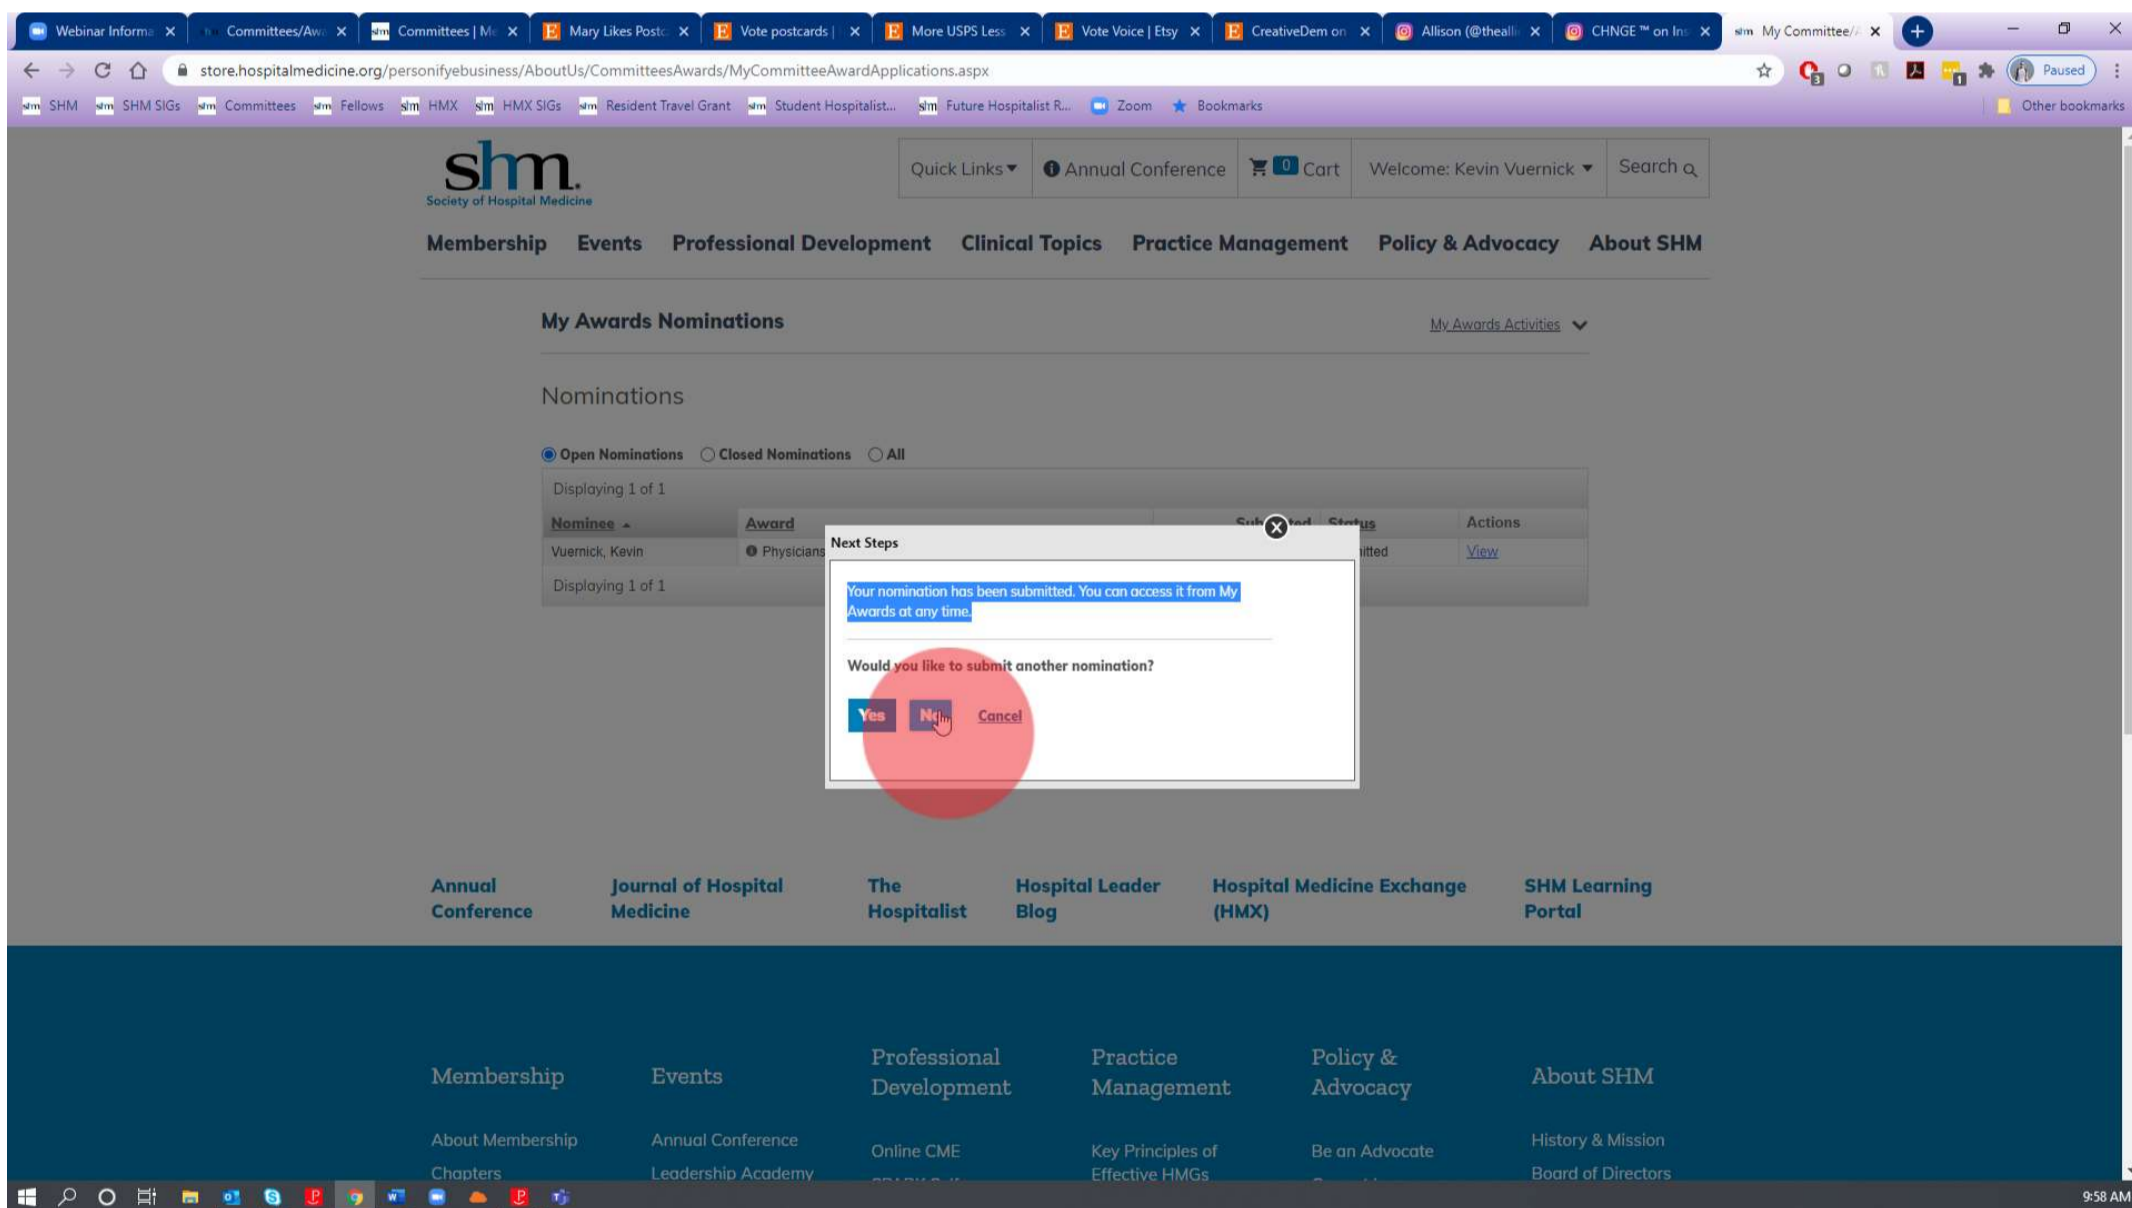 Webinar Informa
Committees/Awa
Committees | Me
Mary Likes Postc
Vote postcards |
More USPS Less
Vote Voice | Etsy
CreativeDem on
Allison (@theall
CHNGE ™ on Ins
My Committee/A
store.hospitalmedicine.org/personifyebusiness/AboutUs/CommitteesAwards/MyCommitteeAwardApplications.aspx
Paused
SHM SHM SIGs Committees Fellows HMX HMX SIGs Resident Travel Grant Student Hospitalist... Future Hospitalist R... Zoom Bookmarks Other bookmarks
shm.
Society of Hospital Medicine
Quick Links Annual Conference 0 Cart Welcome: Kevin Vuernick Search
Membership Events Professional Development Clinical Topics Practice Management Policy & Advocacy About SHM
My Awards Nominations
My Awards Activities
Nominations
Open Nominations Closed Nominations All
Displaying 1 of 1
Nominee Award Status Actions
Vuernick, Kevin Physicians itted View
Displaying 1 of 1
Next Steps
Your nomination has been submitted. You can access it from My
Awards at any time.
Would you like to submit another nomination?
Yes No Cancel
Annual
Conference
Journal of Hospital
Medicine
The
Hospitalist
Hospital Leader
Blog
Hospital Medicine Exchange
(HMX)
SHM Learning
Portal
Membership
About Membership
Chapters
Events
Annual Conference
Leadership Academy
Professional
Development
Online CME
Practice
Management
Key Principles of
Effective HMGs
Policy &
Advocacy
Be an Advocate
About SHM
History & Mission
Board of Directors
9:58 AM